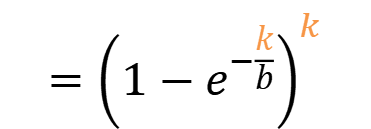 = (1 − e^{−k/b})^k